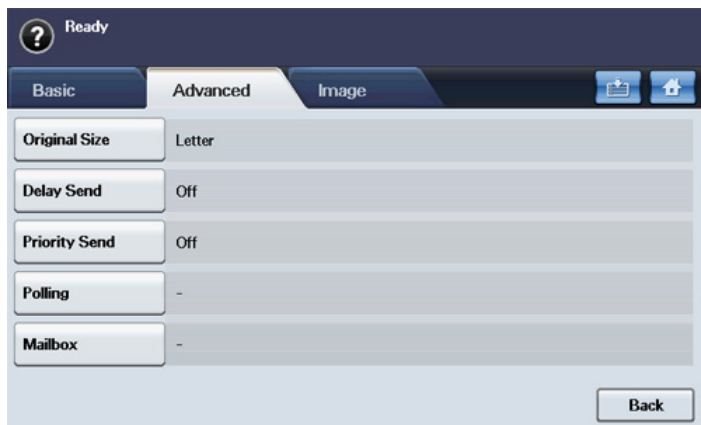 ? Ready
Basic Advanced Image
Original Size Letter
Delay Send Off
Priority Send Off
Polling -
Mailbox -
Back